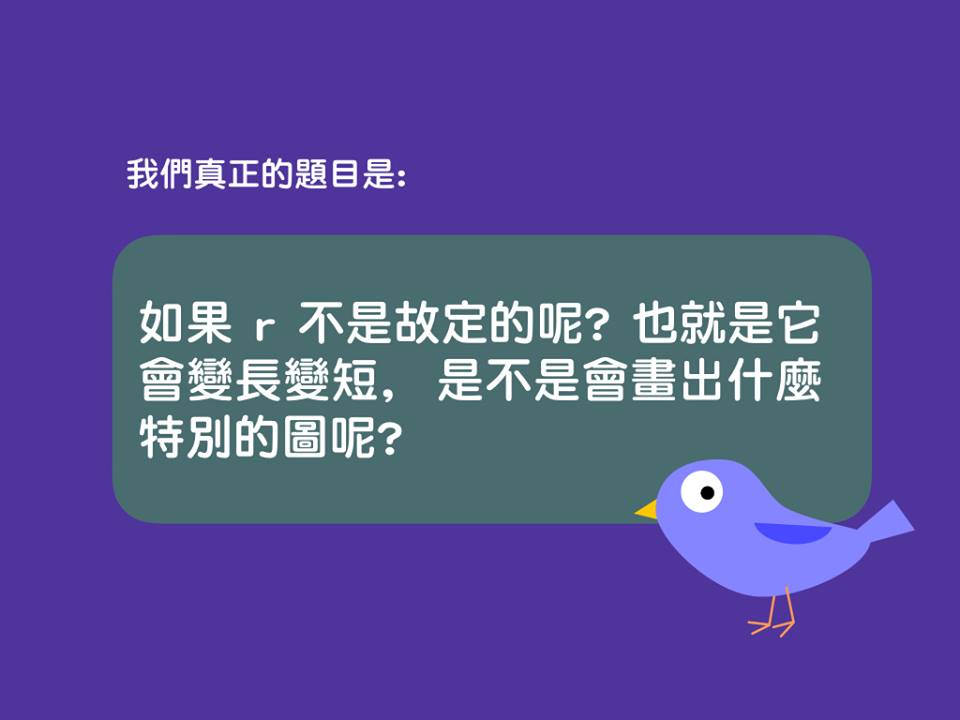 我們真正的題目是:
如果 r 不是故定的呢? 也就是它
會變長變短, 是不是會畫出什麼
特別的圖呢?